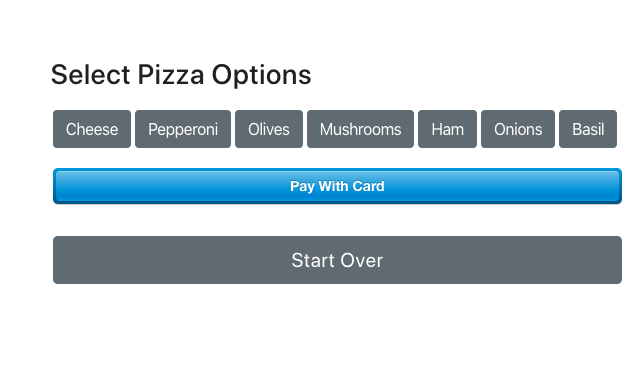 Select Pizza Options
Cheese Pepperoni Olives Mushrooms Ham Onions Basil
Pay With Card
Start Over